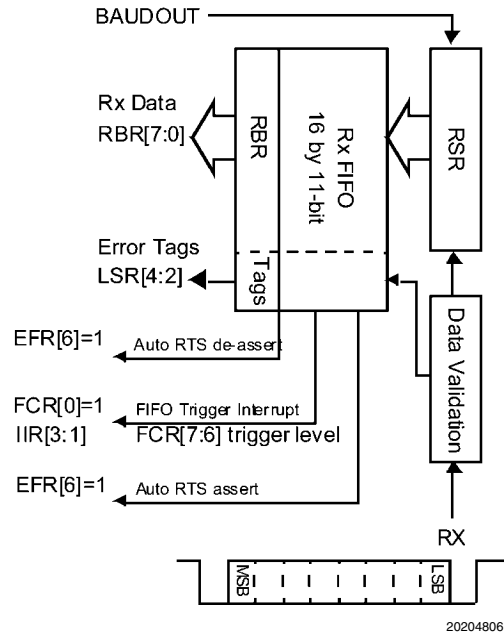 BAUDOUT
Rx Data
RBR[7:0]
RBR
Rx FIFO
16 by 11-bit
RSR
Error Tags
LSR[4:2]
Tags
Data Validation
EFR[6]=1
Auto RTS de-assert
FCR[0]=1
FIFO Trigger Interrupt
IIR[3:1]
FCR[7:6] trigger level
EFR[6]=1
Auto RTS assert
RX
MSB
LSB
20204806